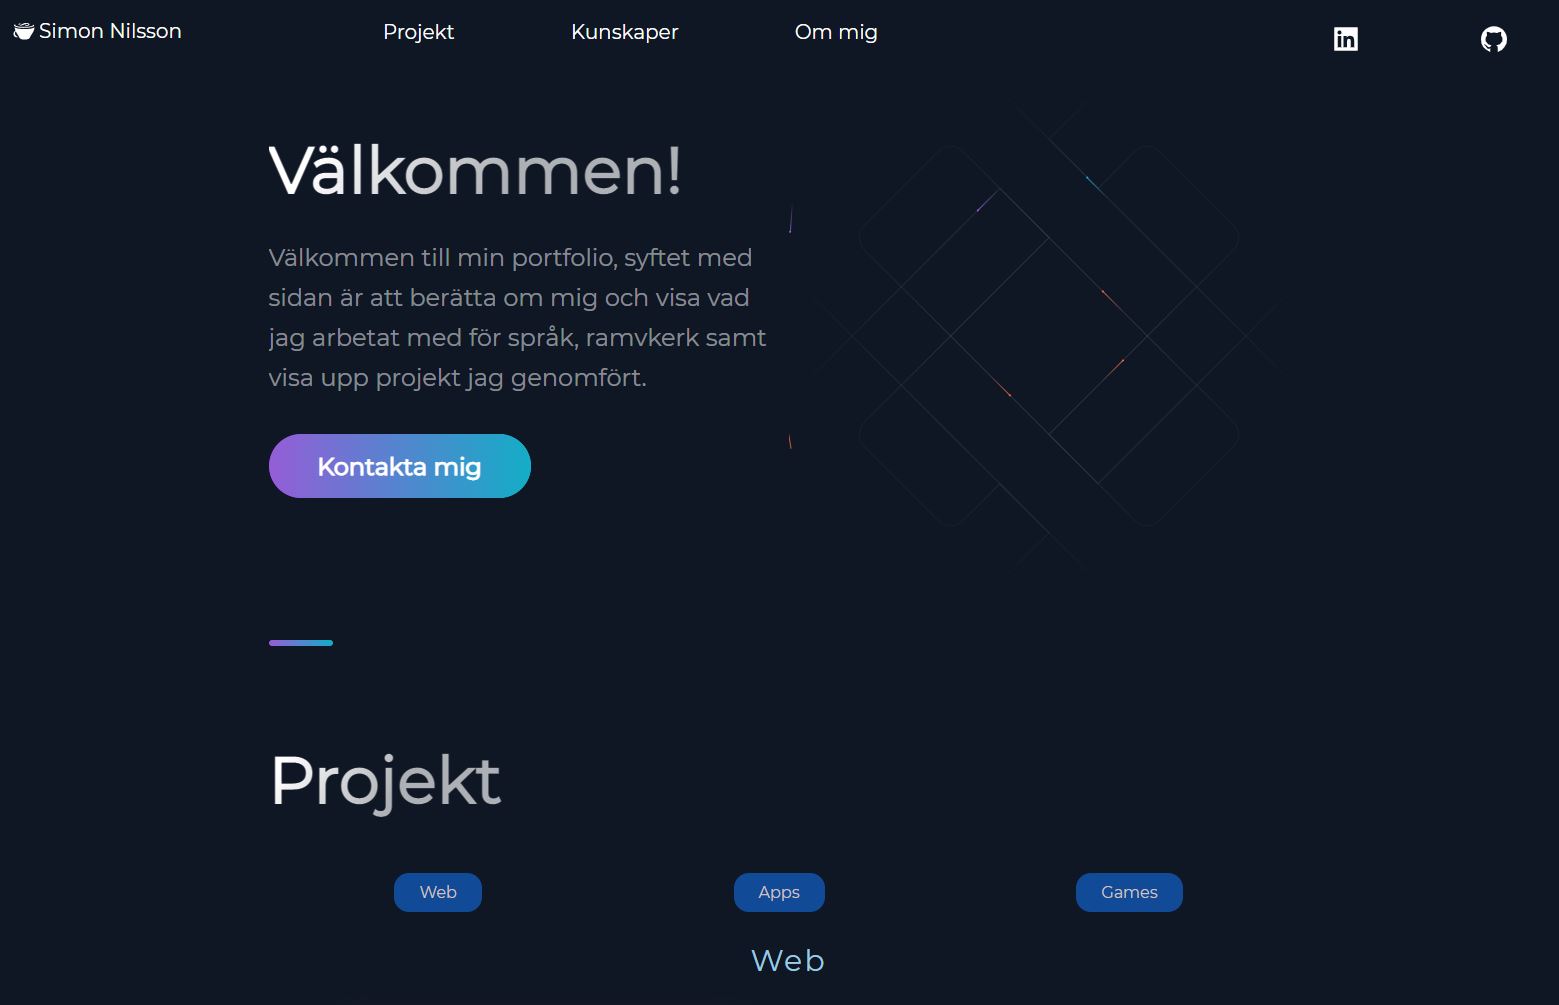 Simon Nilsson
Projekt
Kunskaper
Om mig
in
Välkommen!
Välkommen till min portfolio, syftet med
sidan är att berätta om mig och visa vad
jag arbetat med för språk, ramvkerk samt
visa upp projekt jag genomfört.
Kontakta mig
Projekt
Web
Apps
Games
Web